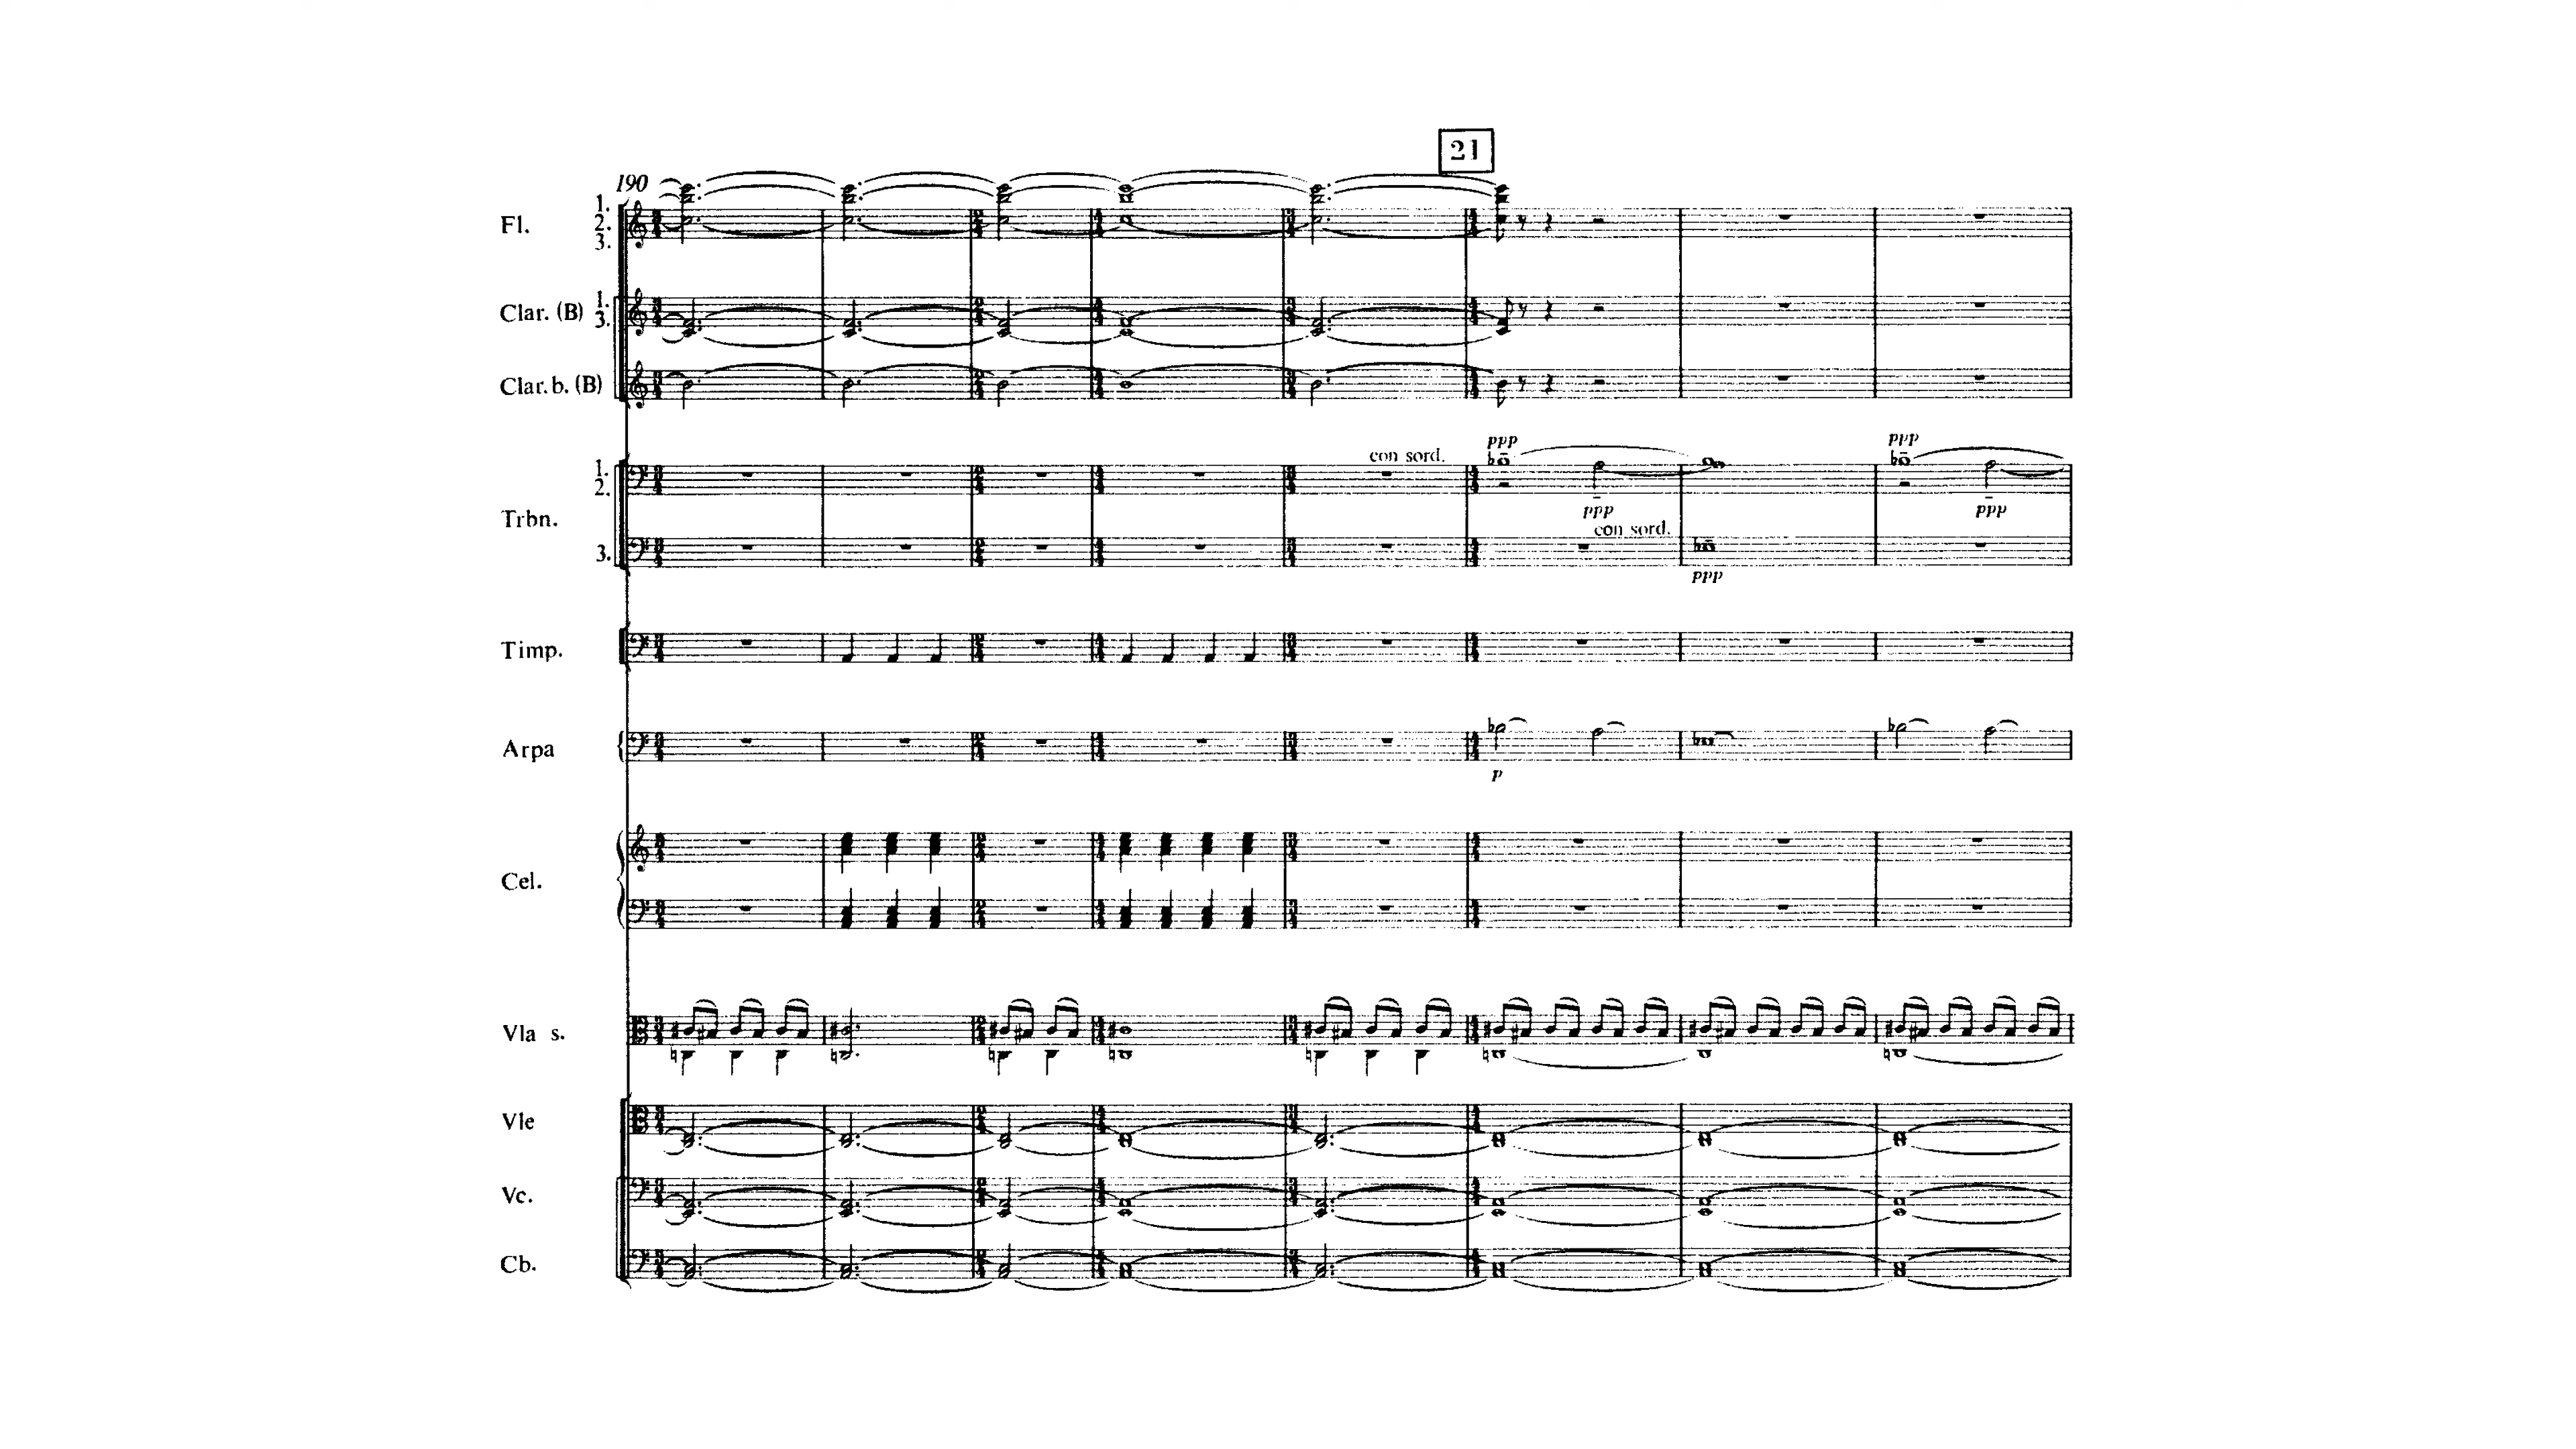 21
190
Fl. 1. 2. 3.
Clar. (B) 1. 3.
Clar. b. (B)
ppp ppp
con sord.
Trbn. 1. 2.
ppp ppp
con sord.
3.
ppp
Timp.
Arpa
p
Cel.
Vla s.
Vle
Vc.
Cb.